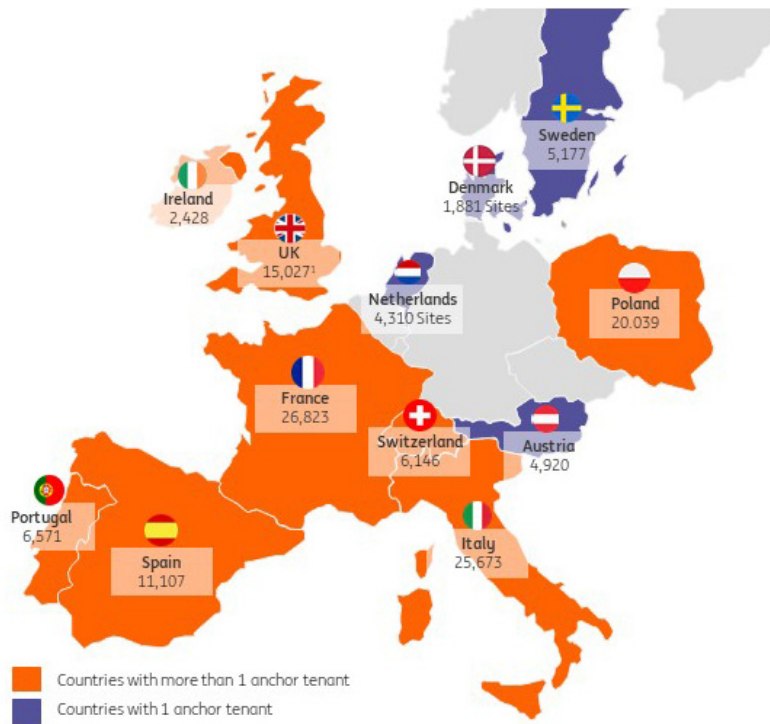 Sweden
5,177
Denmark
1,881 Sites
Ireland
2,428
UK
15,027¹
Netherlands
4,310 Sites
Poland
20.039
France
26,823
Switzerland
6,146
Austria
4,920
Portugal
6,571
Spain
11,107
Italy
25,673
Countries with more than 1 anchor tenant
Countries with 1 anchor tenant